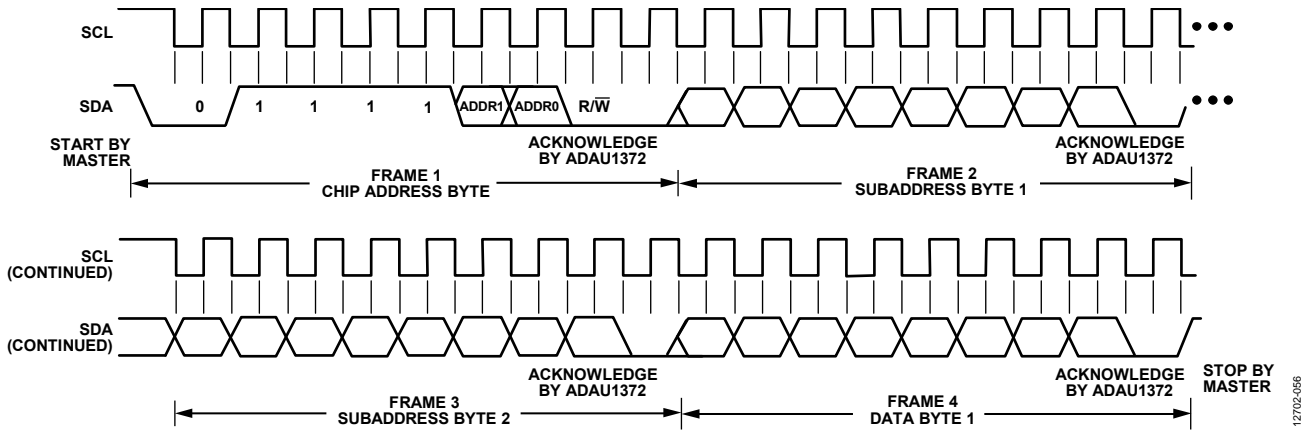 SCL
SDA
0 1 1 1 1 ADDR1 ADDR0 R/W̅
START BY
MASTER
ACKNOWLEDGE
BY ADAU1372
ACKNOWLEDGE
BY ADAU1372
FRAME 1
CHIP ADDRESS BYTE
FRAME 2
SUBADDRESS BYTE 1
SCL
(CONTINUED)
SDA
(CONTINUED)
ACKNOWLEDGE
BY ADAU1372
ACKNOWLEDGE
BY ADAU1372
STOP BY
MASTER
FRAME 3
SUBADDRESS BYTE 2
FRAME 4
DATA BYTE 1
12702-056